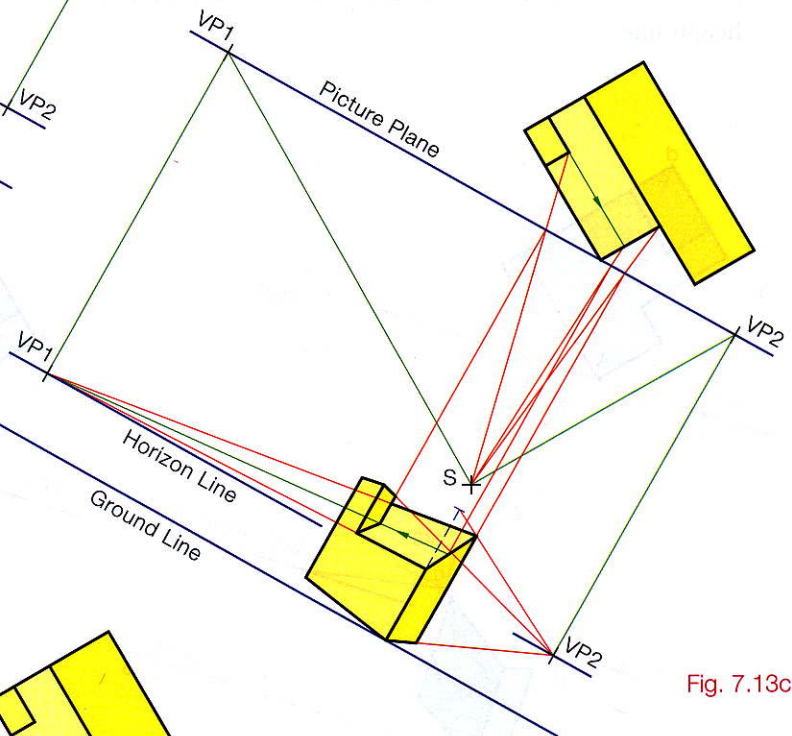 VP1
Picture Plane
VP2
VP2
VP1
Horizon Line
Ground Line
S
T
VP2
Fig. 7.13c